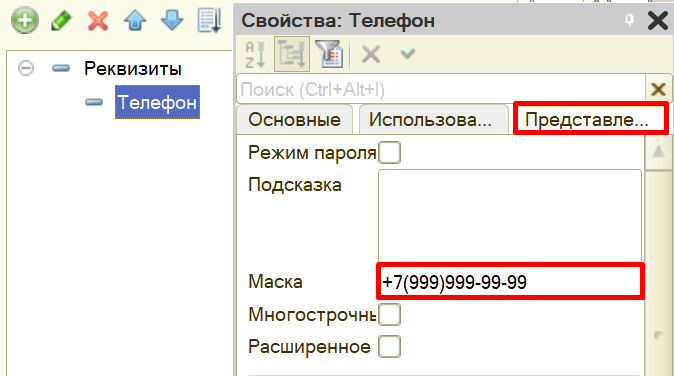 Свойства: Телефон
Реквизиты
Телефон
Поиск (Ctrl+Alt+I)
Основные Использова... Представле...
Режим пароля
Подсказка
Маска +7(999)999-99-99
Многострочны
Расширенное